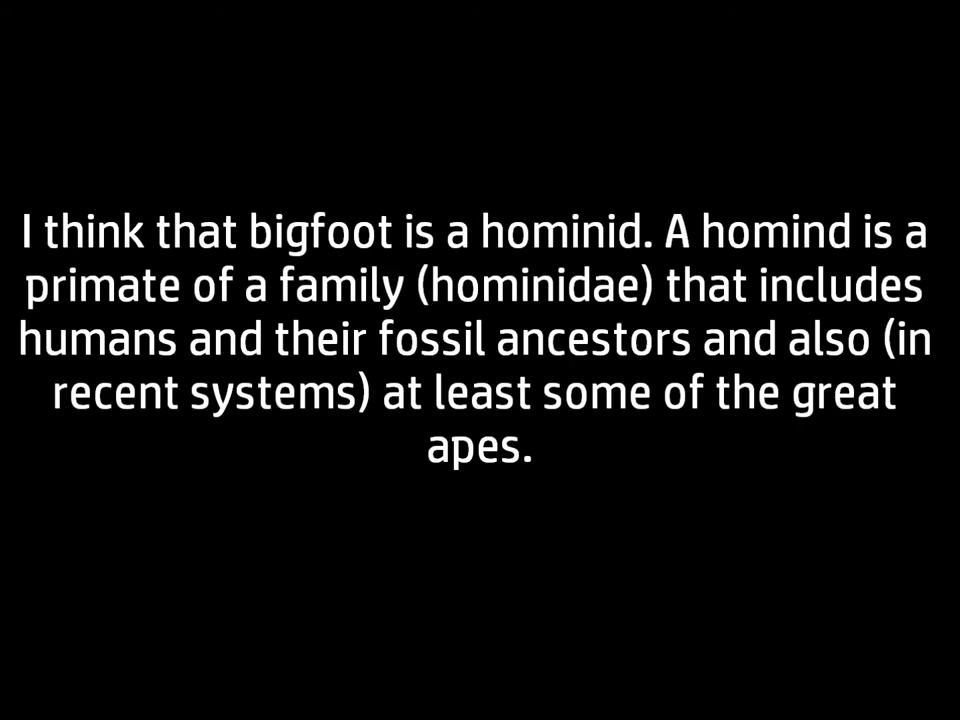 I think that bigfoot is a hominid. A homind is a
primate of a family (hominidae) that includes
humans and their fossil ancestors and also (in
recent systems) at least some of the great
apes.